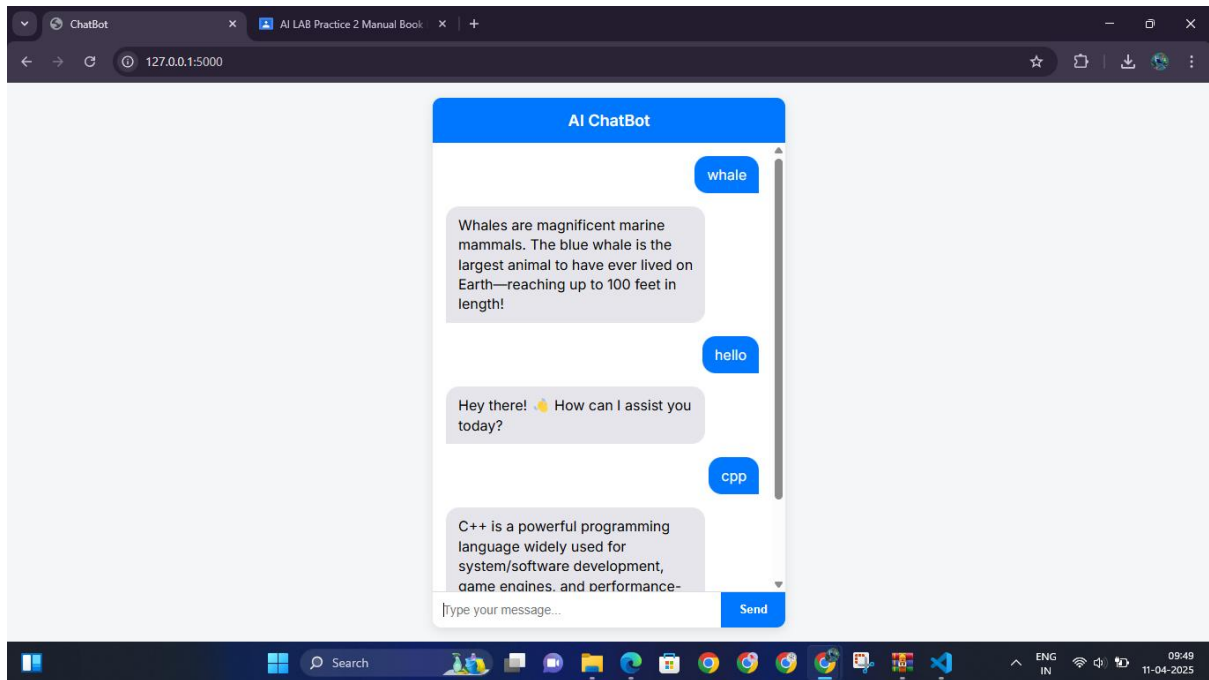 ChatBot
AI LAB Practice 2 Manual Book
127.0.0.1:5000
AI ChatBot
whale
Whales are magnificent marine
mammals. The blue whale is the
largest animal to have ever lived on
Earth—reaching up to 100 feet in
length!
hello
Hey there! 👋 How can I assist you
today?
cpp
C++ is a powerful programming
language widely used for
system/software development,
game engines, and performance-
Type your message...
Send
Search
ENG
IN
09:49
11-04-2025